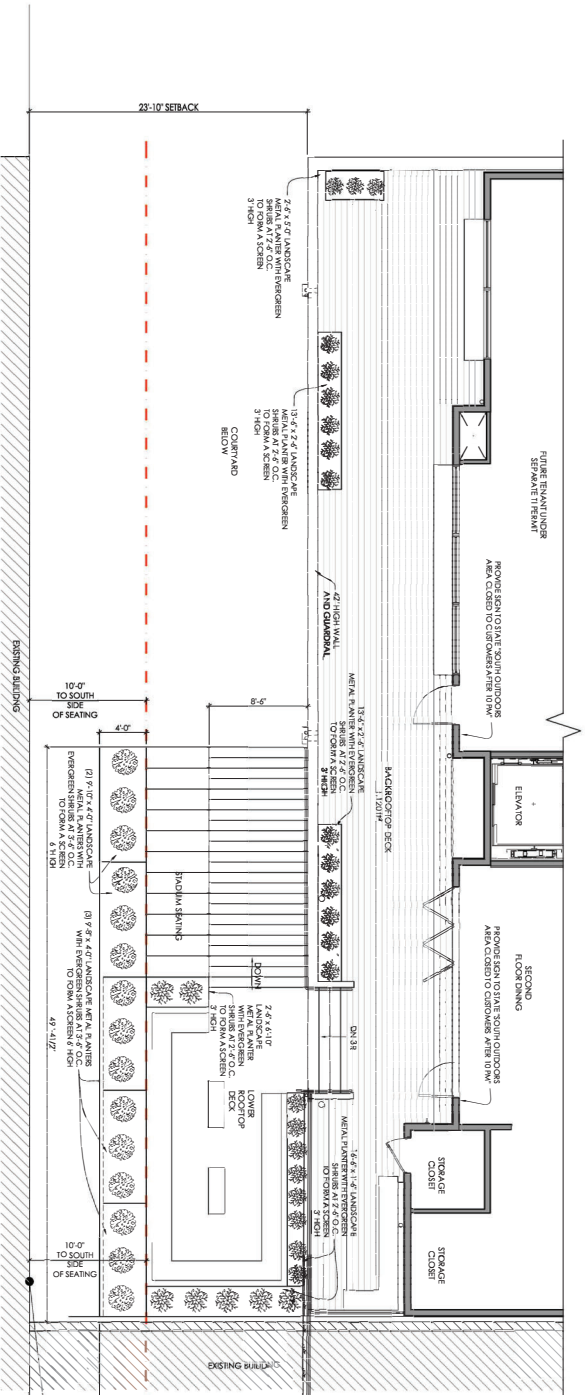 23'-10" SETBACK
2'-6" x 5'-0" LANDSCAPE
METAL PLANTER WITH EVERGREEN
SHRUBS AT 2'-6" O.C.
TO FORM A SCREEN
3' HIGH
13'-6" x 2'-6" LANDSCAPE
METAL PLANTER WITH EVERGREEN
SHRUBS AT 2'-6" O.C.
TO FORM A SCREEN
3' HIGH
COURTYARD
BELOW
FUTURE TENANT UNDER
SEPARATE TI PERMIT
PROVIDE SIGN TO STATE "SOUTH OUTDOORS
AREA CLOSED TO CUSTOMERS AFTER 10 PM"
42" HIGH WALL
AND GUARDRAIL
EXISTING BUILDING
10'-0"
TO SOUTH
SIDE
OF SEATING
4'-0"
8'-6"
13'-6" x 2'-6" LANDSCAPE
METAL PLANTER WITH EVERGREEN
SHRUBS AT 2'-6" O.C.
TO FORM A SCREEN
3' HIGH
BACK ROOFTOP DECK
1,120 ft²
ELEVATOR
(2) 9'-10" x 4'-0" LANDSCAPE
METAL PLANTERS WITH
EVERGREEN SHRUBS AT 3'-6" O.C.
TO FORM A SCREEN
6' HIGH
STADIUM SEATING
DOWN
SECOND
FLOOR DINING
PROVIDE SIGN TO STATE "SOUTH OUTDOORS
AREA CLOSED TO CUSTOMERS AFTER 10 PM"
(3) 9'-8" x 4'-0" LANDSCAPE METAL PLANTERS
WITH EVERGREEN SHRUBS AT 3'-6" O.C.
TO FORM A SCREEN 6' HIGH
49'-4 1/2"
2'-6" x 6'-10"
LANDSCAPE
METAL PLANTER
WITH EVERGREEN
SHRUBS AT 2'-6" O.C.
TO FORM A SCREEN
3' HIGH
LOWER
ROOFTOP
DECK
DN 3R
16'-6" x 1'-6" LANDSCAPE
METAL PLANTER WITH EVERGREEN
SHRUBS AT 2'-6" O.C.
TO FORM A SCREEN
3' HIGH
STORAGE
CLOSET
STORAGE
CLOSET
10'-0"
TO SOUTH
SIDE
OF SEATING
EXISTING BUILDING